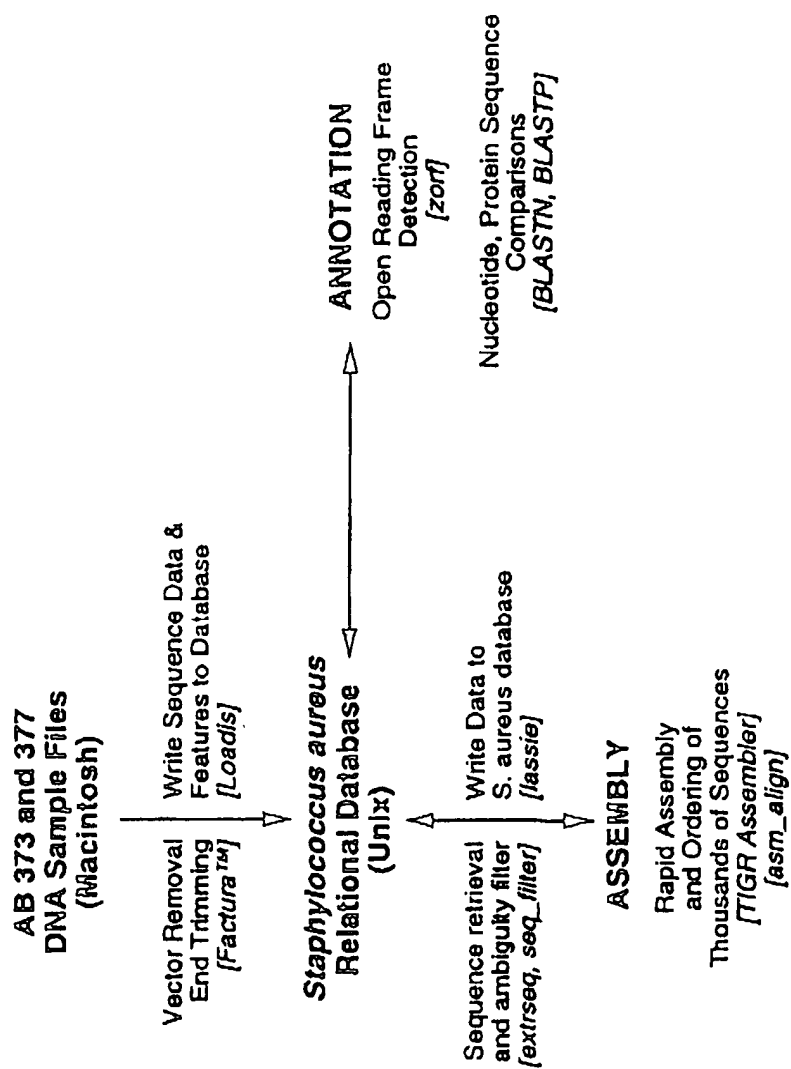 AB 373 and 377
DNA Sample Files
(Macintosh)
Vector Removal
End Trimming
[Factura™]
Write Sequence Data &
Features to Database
[Loadis]
Staphylococcus aureus
Relational Database
(Unix)
Sequence retrieval
and ambiguity filter
[extrseq, seq_filter]
Write Data to
S. aureus database
[lassie]
ASSEMBLY
Rapid Assembly
and Ordering of
Thousands of Sequences
[TIGR Assembler]
[asm_align]
ANNOTATION
Open Reading Frame
Detection
[zorf]
Nucleotide, Protein Sequence
Comparisons
[BLASTN, BLASTP]